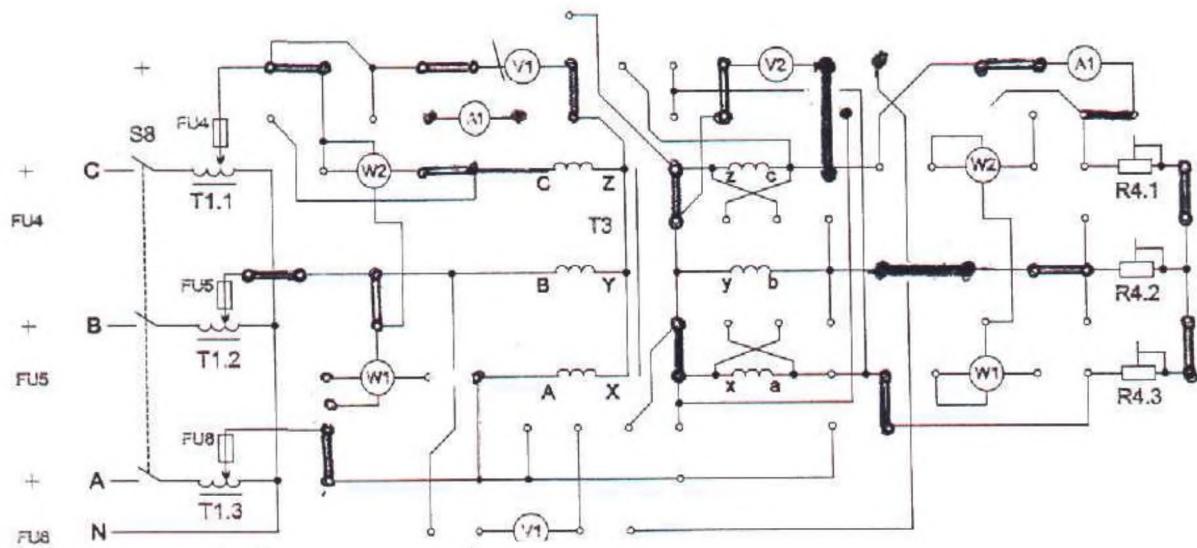 V1 V2 A1
+
A1
FU4
S8
+ C W2 C Z z c W2
T1.1 R4.1
FU4
T3
FU5 B Y y b
R4.2
+ B
T1.2
FU5 W1 A X x a W1
R4.3
FU8
+ A
T1.3
V1
FU8 N